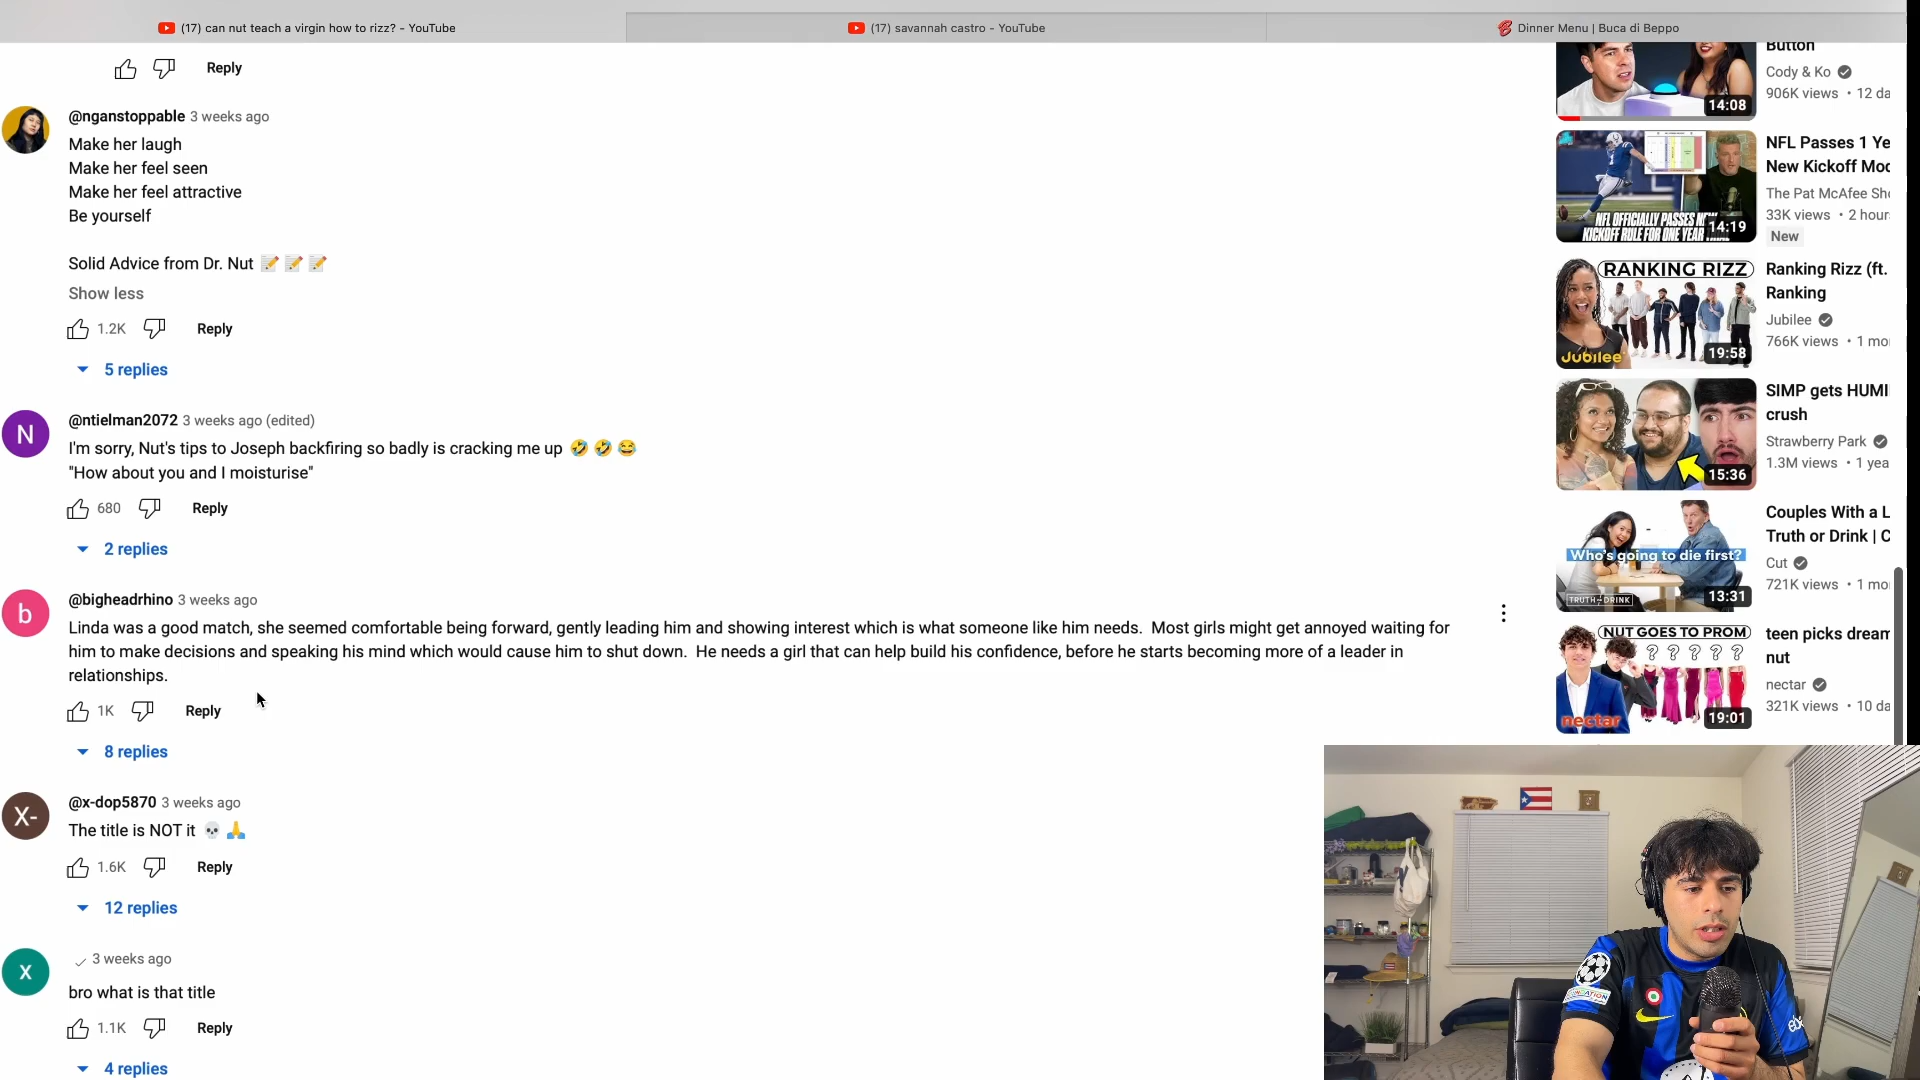 (17) can nut teach a virgin how to rizz? - YouTube
(17) savannah castro - YouTube
Dinner Menu | Buca di Beppo
Reply
@nganstoppable 3 weeks ago
Make her laugh
Make her feel seen
Make her feel attractive
Be yourself
Solid Advice from Dr. Nut 📝 📝 📝
Show less
1.2K Reply
5 replies
N
@ntielman2072 3 weeks ago (edited)
I'm sorry, Nut's tips to Joseph backfiring so badly is cracking me up 🤣 🤣 😂
"How about you and I moisturise"
680 Reply
2 replies
b
@bigheadrhino 3 weeks ago
Linda was a good match, she seemed comfortable being forward, gently leading him and showing interest which is what someone like him needs. Most girls might get annoyed waiting for
him to make decisions and speaking his mind which would cause him to shut down. He needs a girl that can help build his confidence, before he starts becoming more of a leader in
relationships.
1K Reply
8 replies
X-
@x-dop5870 3 weeks ago
The title is NOT it 💀 🙏
1.6K Reply
12 replies
X
3 weeks ago
bro what is that title
1.1K Reply
4 replies
Button
Cody & Ko
906K views • 12 da
14:08
NFL Passes 1 Ye
New Kickoff Moc
The Pat McAfee Sh
33K views • 2 hour
New
NFL OFFICIALLY PASSES
KICKOFF RULE FOR ONE YEAR
14:19
RANKING RIZZ
Jubilee
19:58
Ranking Rizz (ft.
Ranking
Jubilee
766K views • 1 mo
15:36
SIMP gets HUMI
crush
Strawberry Park
1.3M views • 1 yea
Who's going to die first?
TRUTH DRINK
13:31
Couples With a L
Truth or Drink | C
Cut
721K views • 1 mo
NUT GOES TO PROM
? ? ? ? ?
nectar
19:01
teen picks dream
nut
nectar
321K views • 10 da